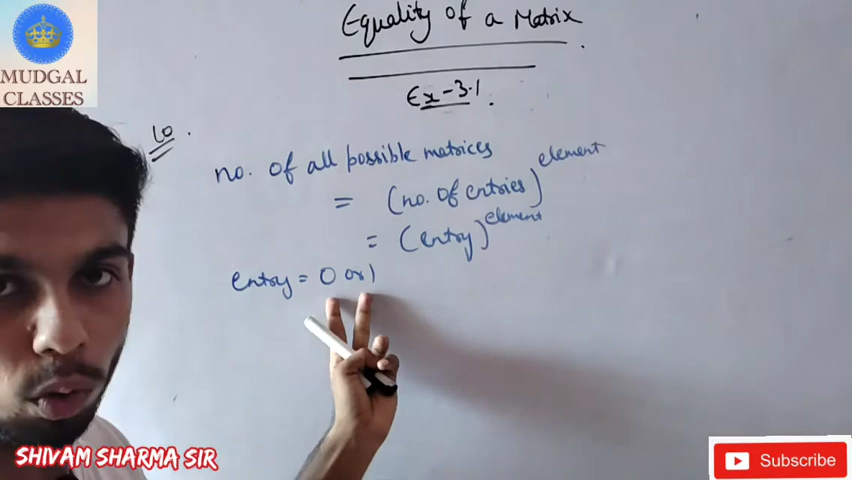 Equality of a Matrix
Ex-3.1.
MUDGAL
CLASSES
10.
no. of all possible matrices
= (no. of entries)^element
= (entry)^element
entry = 0 or 1
SHIVAM SHARMA SIR
Subscribe